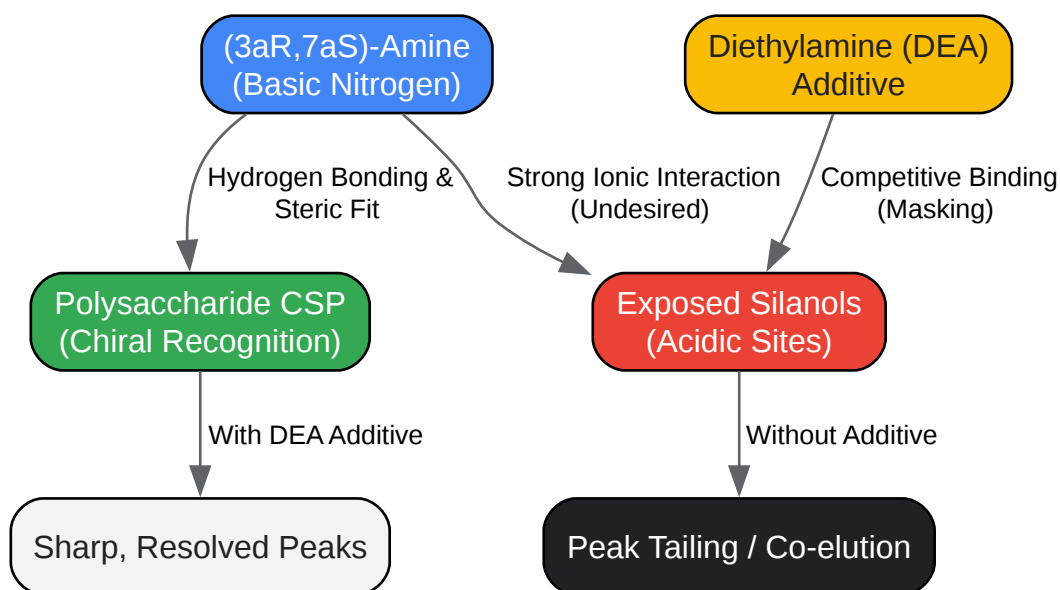 (3aR,7aS)-Amine
(Basic Nitrogen)
Diethylamine (DEA)
Additive
Hydrogen Bonding &
Steric Fit
Strong Ionic Interaction
(Undesired)
Competitive Binding
(Masking)
Polysaccharide CSP
(Chiral Recognition)
Exposed Silanols
(Acidic Sites)
With DEA Additive
Without Additive
Sharp, Resolved Peaks
Peak Tailing / Co-elution